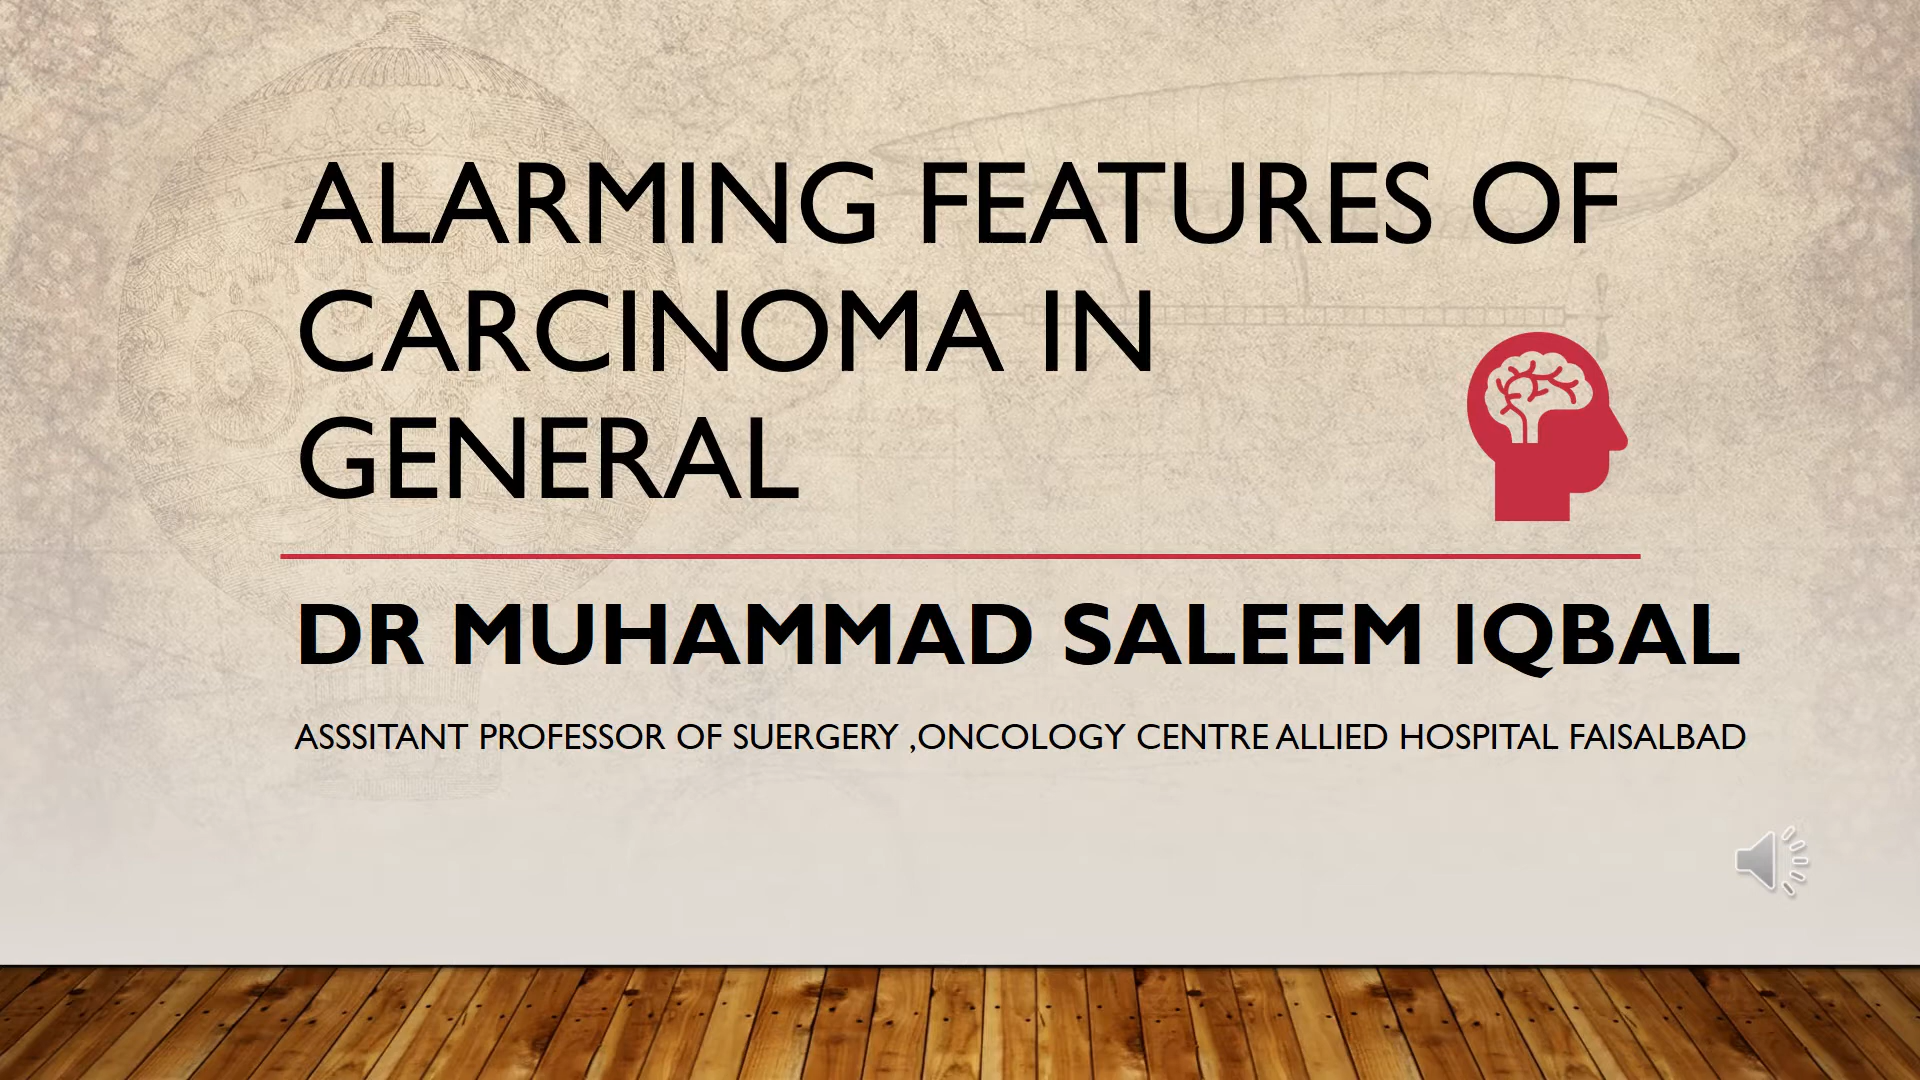 ALARMING FEATURES OF
CARCINOMA IN
GENERAL
DR MUHAMMAD SALEEM IQBAL
ASSSITANT PROFESSOR OF SUERGERY ,ONCOLOGY CENTRE ALLIED HOSPITAL FAISALBAD